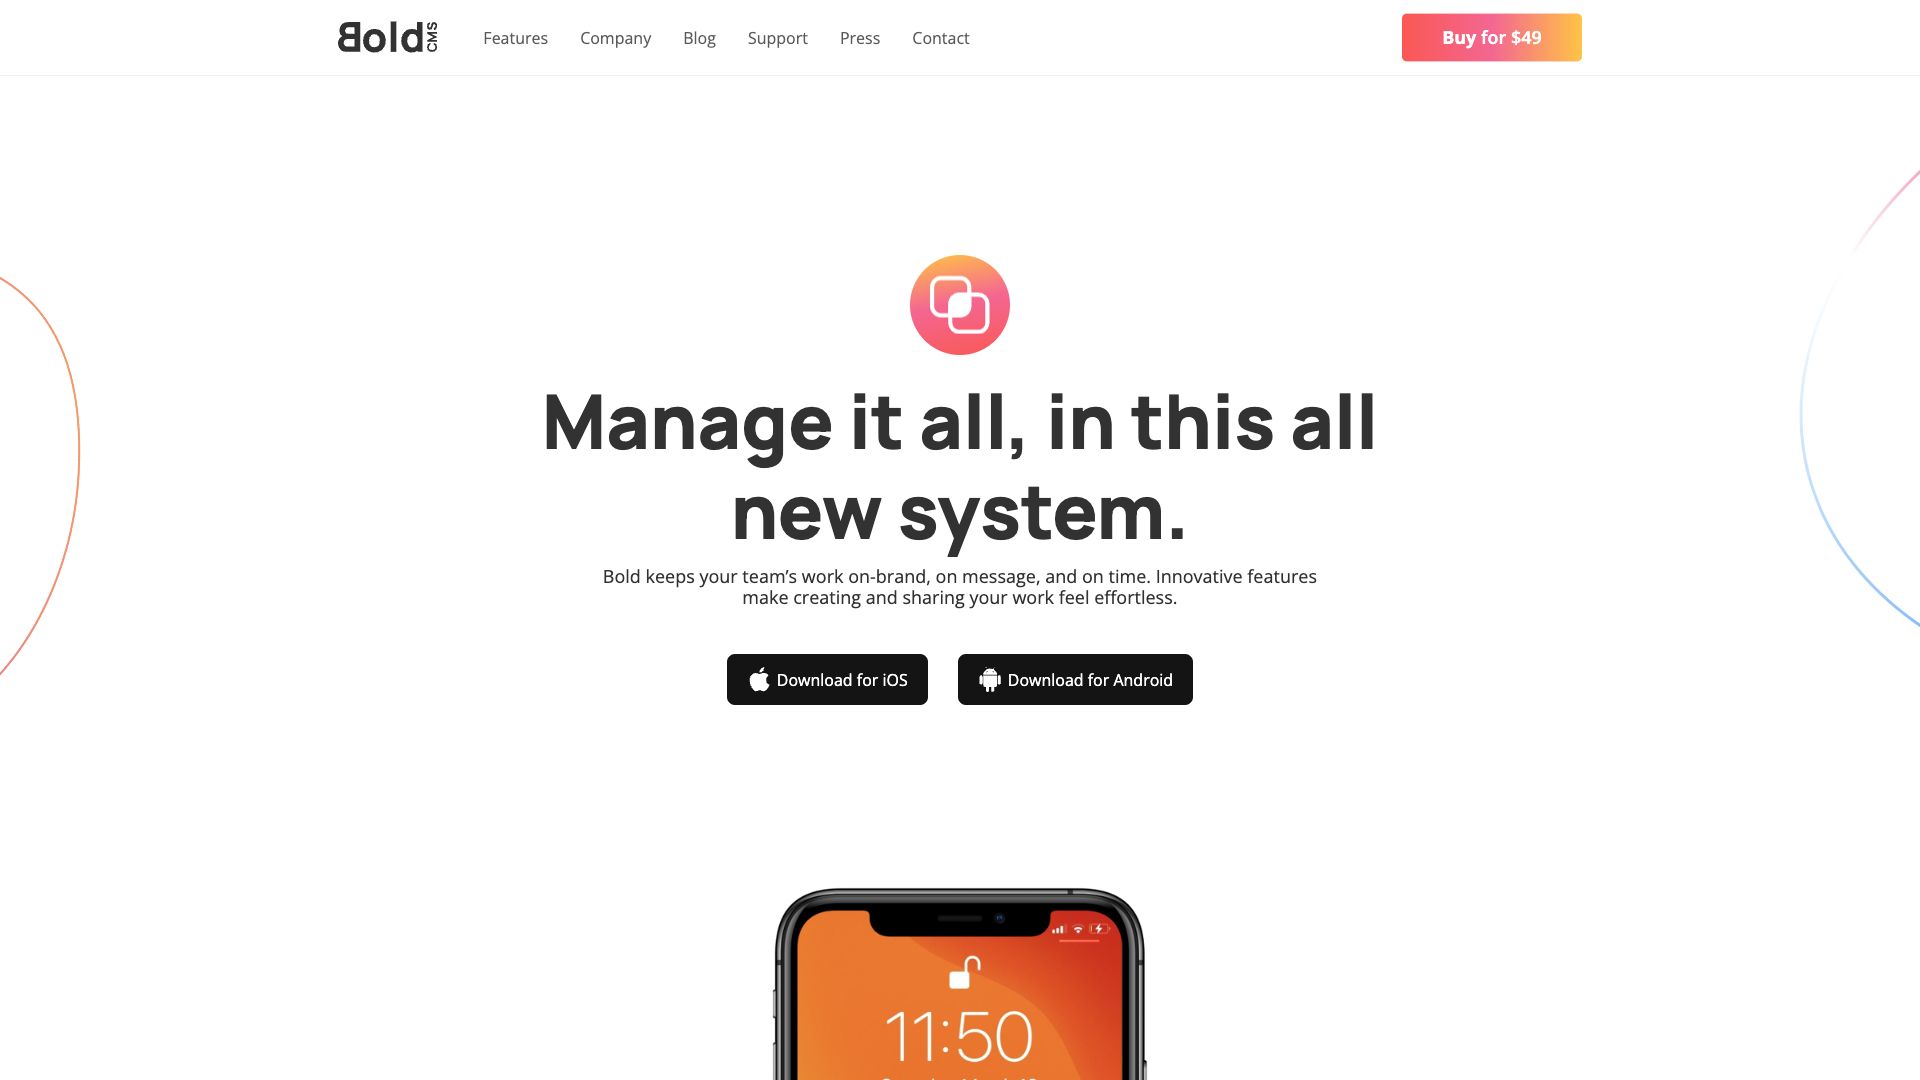 Bold CMS
Features
Company
Blog
Support
Press
Contact
Buy for $49
Manage it all, in this all
new system.
Bold keeps your team’s work on-brand, on message, and on time. Innovative features
make creating and sharing your work feel effortless.
Download for iOS
Download for Android
11:50